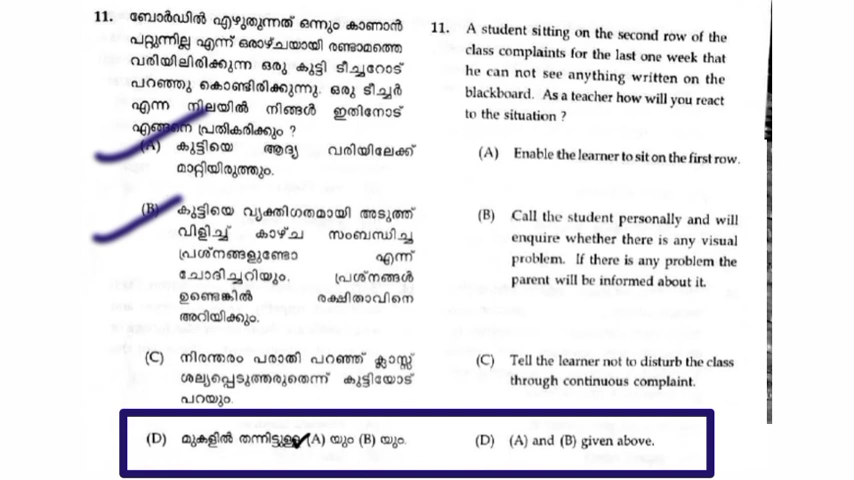 11. ബോർഡിൽ എഴുതുന്നത് ഒന്നും കാണാൻ
പറ്റുന്നില്ല എന്ന് ഒരാഴ്ചയായി രണ്ടാമത്തെ
വരിയിലിരിക്കുന്ന ഒരു കുട്ടി ടീച്ചറോട്
പറഞ്ഞു കൊണ്ടിരിക്കുന്നു. ഒരു ടീച്ചർ
എന്ന നിലയിൽ നിങ്ങൾ ഇതിനോട്
എങ്ങനെ പ്രതികരിക്കും ?
(A) കുട്ടിയെ ആദ്യ വരിയിലേക്ക്
മാറ്റിയിരുത്തും.
(B) കുട്ടിയെ വ്യക്തിഗതമായി അടുത്ത്
വിളിച്ച് കാഴ്ച സംബന്ധിച്ച
പ്രശ്നങ്ങളുണ്ടോ എന്ന്
ചോദിച്ചറിയും. പ്രശ്നങ്ങൾ
ഉണ്ടെങ്കിൽ രക്ഷിതാവിനെ
അറിയിക്കും.
(C) നിരന്തരം പരാതി പറഞ്ഞ് ക്ലാസ്സ്
ശല്യപ്പെടുത്തരുതെന്ന് കുട്ടിയോട്
പറയും.
(D) മുകളിൽ തന്നിട്ടുള്ള (A) യും (B) യും.
11. A student sitting on the second row of the
class complaints for the last one week that
he can not see anything written on the
blackboard. As a teacher how will you react
to the situation ?
(A) Enable the learner to sit on the first row.
(B) Call the student personally and will
enquire whether there is any visual
problem. If there is any problem the
parent will be informed about it.
(C) Tell the learner not to disturb the class
through continuous complaint.
(D) (A) and (B) given above.